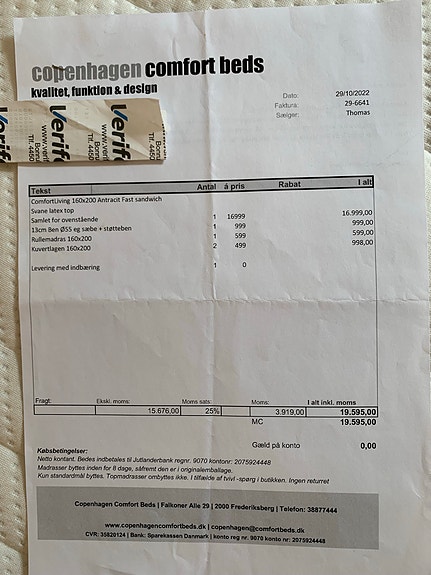 copenhagen comfort beds
kvalitet, funktion & design
Dato: 29/10/2022
Faktura: 29-6641
Sælger: Thomas
Verif
www.veri
Tlf. 4460
Verif
Tekst Antal á pris Rabat I alt
ComfortLiving 160x200 Antracit Fast sandwich
Svane latex top
Samlet for ovenstående 1 16999 16.999,00
13cm Ben Ø55 eg sæbe + støtteben 1 999 999,00
Rullemadras 160x200 1 599 599,00
Kuvertlagen 160x200 2 499 998,00
Levering med indbæring 1 0
Fragt: Ekskl. moms: Moms sats: Moms: I alt inkl. moms:
15.676,00 25% 3.919,00 19.595,00
MC 19.595,00
Gæld på konto 0,00
Købsbetingelser:
Netto kontant. Bedes indbetales til Jutlanderbank regnr. 9070 kontonr: 2075924448
Madrasser byttes inden for 8 dage, såfremt den er i originalemballage.
Kun standardmål byttes. Topmadrasser ombyttes ikke. I tilfælde af tvivl -spørg i butikken. Ingen returret
Copenhagen Comfort Beds | Falkoner Alle 29 | 2000 Frederiksberg | Telefon: 38877444
www.copenhagencomfortbeds.dk | copenhagen@comfortbeds.dk
CVR: 35820124 | Bank: Sparekassen Danmark | konto reg nr. 9070 konto nr: 2075924448